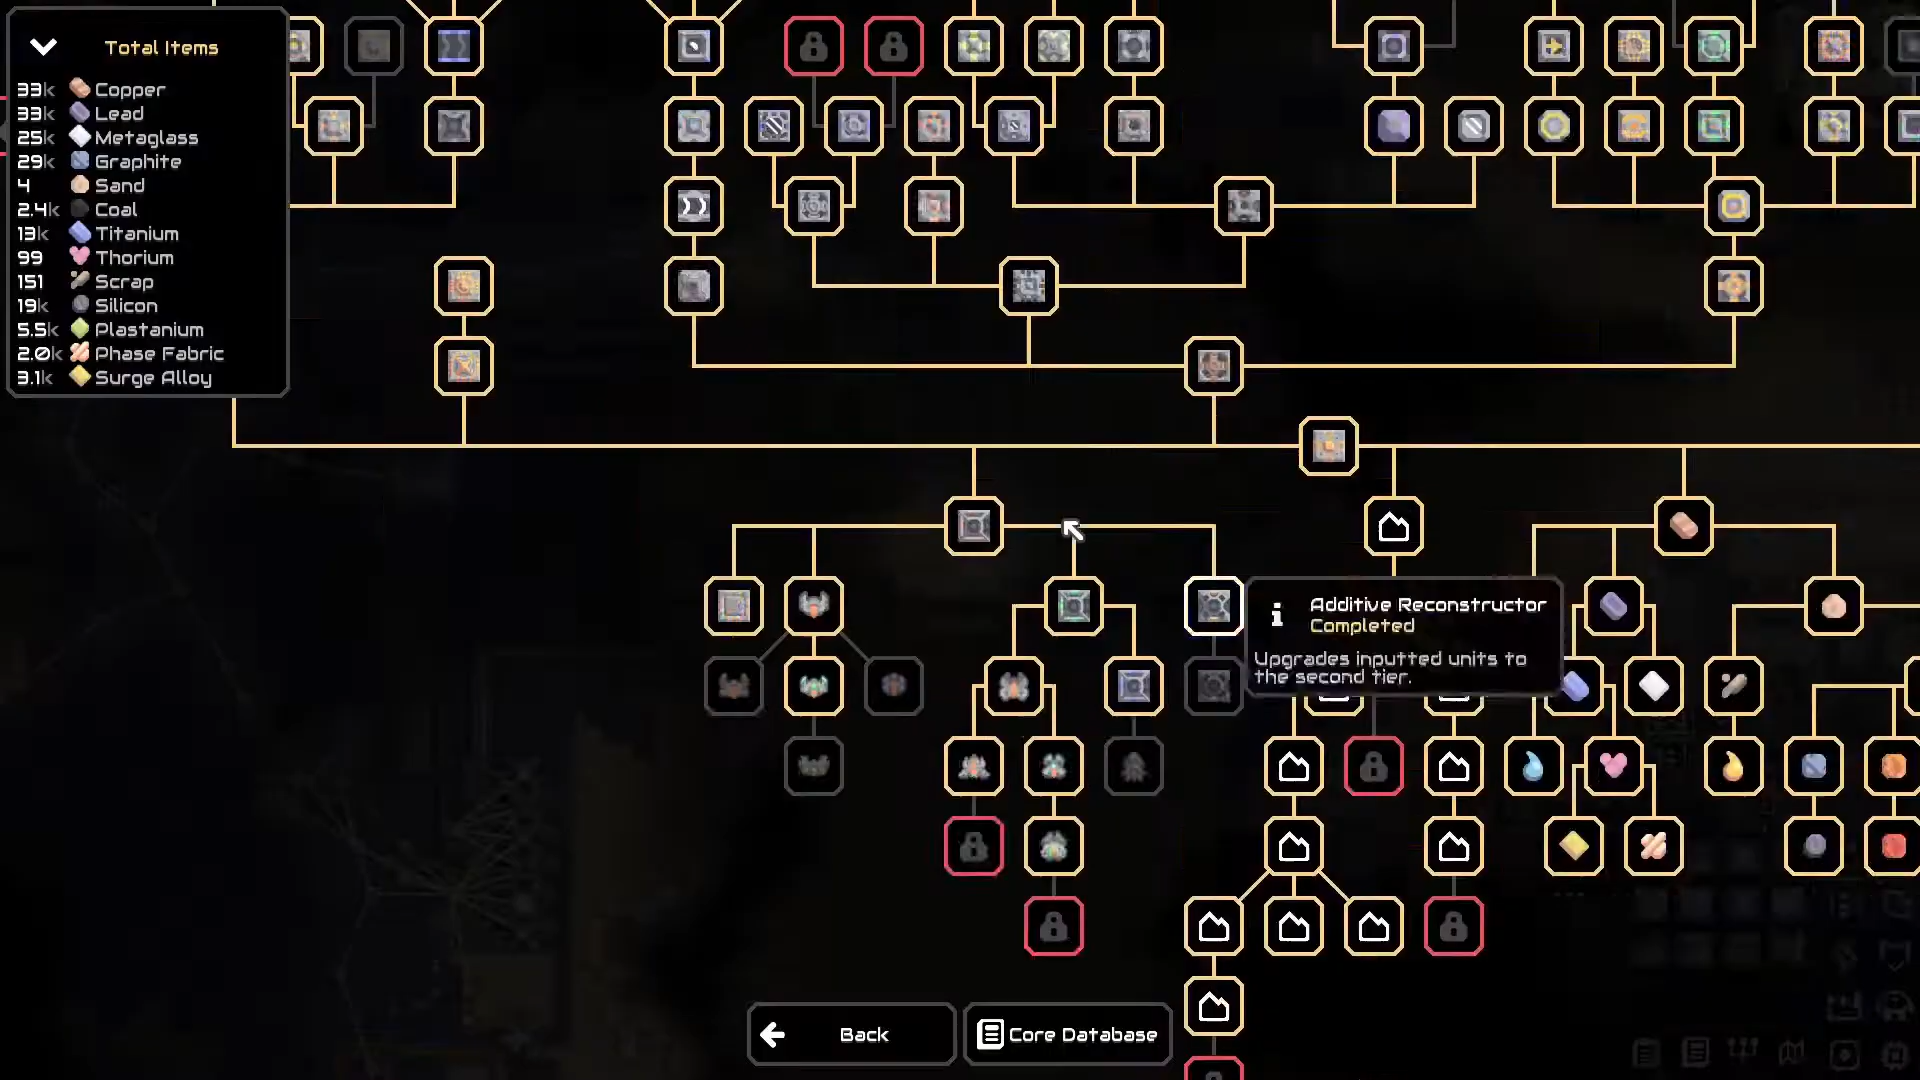 Total Items
33k Copper
33k Lead
25k Metaglass
29k Graphite
4 Sand
2.4k Coal
13k Titanium
99 Thorium
151 Scrap
19k Silicon
5.5k Plastanium
2.0k Phase Fabric
3.1k Surge Alloy
Additive Reconstructor
Completed
Upgrades inputted units to
the second tier.
Back
Core Database